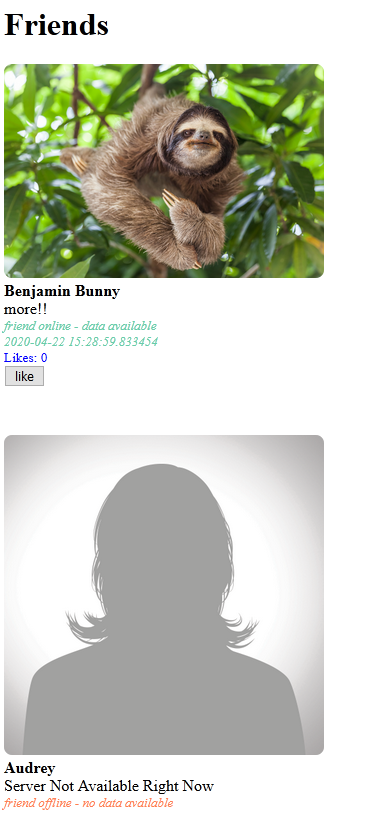 Friends
Benjamin Bunny
more!!
friend online - data available
2020-04-22 15:28:59.833454
Likes: 0
like
Audrey
Server Not Available Right Now
friend offline - no data available